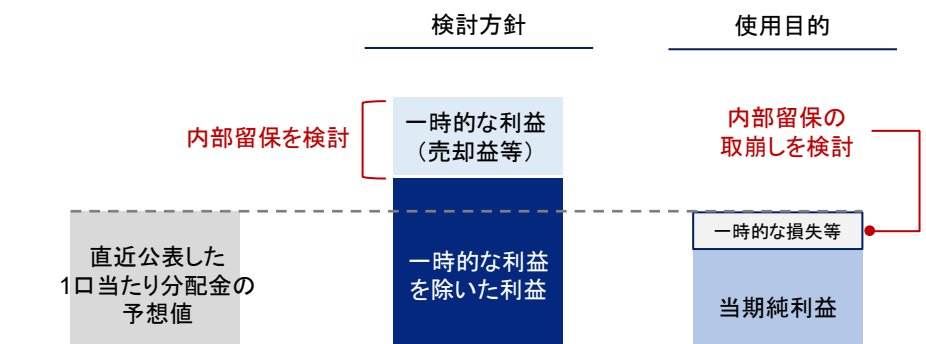 検討方針
使用目的
内部留保を検討
一時的な利益
（売却益等）
一時的な利益
を除いた利益
直近公表した
1口当たり分配金の
予想値
内部留保の
取崩しを検討
一時的な損失等
当期純利益